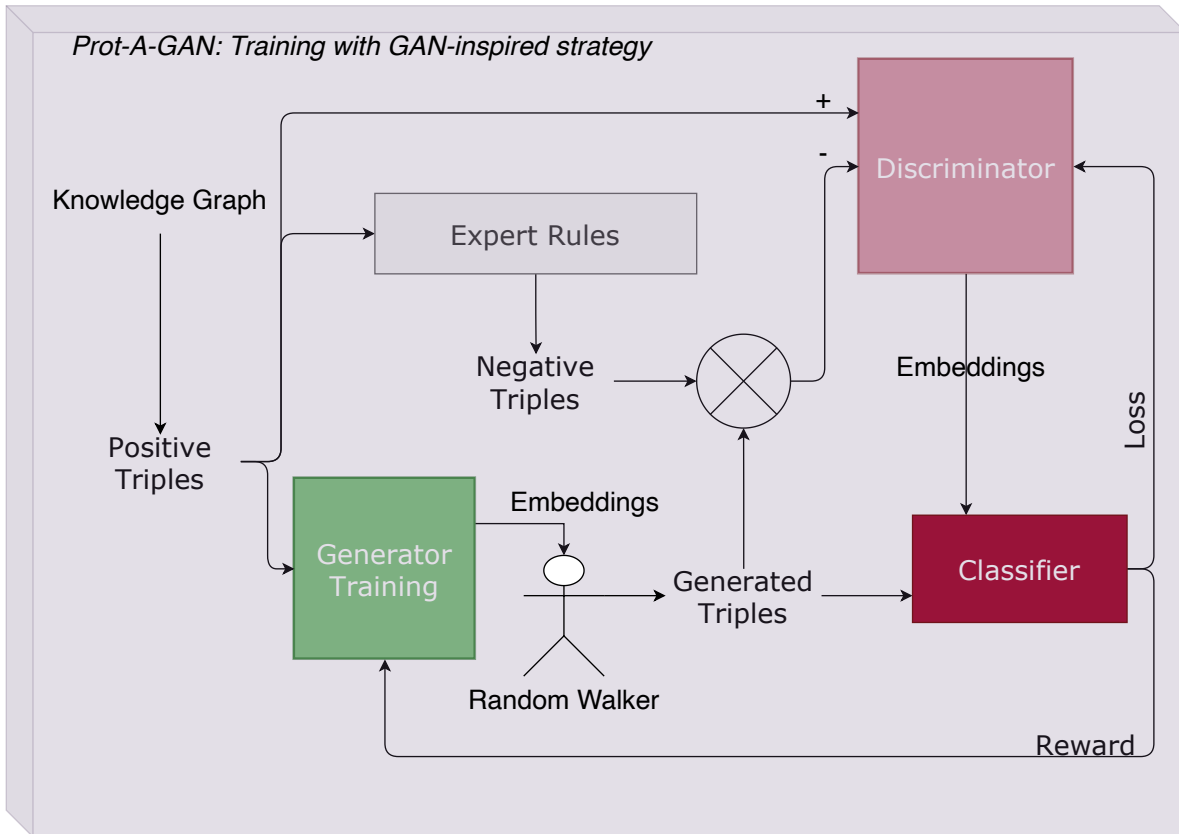 Prot-A-GAN: Training with GAN-inspired strategy
+
-
Discriminator
Knowledge Graph
Expert Rules
Negative
Triples
Embeddings
Loss
Positive
Triples
Embeddings
Generator
Training
Generated
Triples
Classifier
Random Walker
Reward